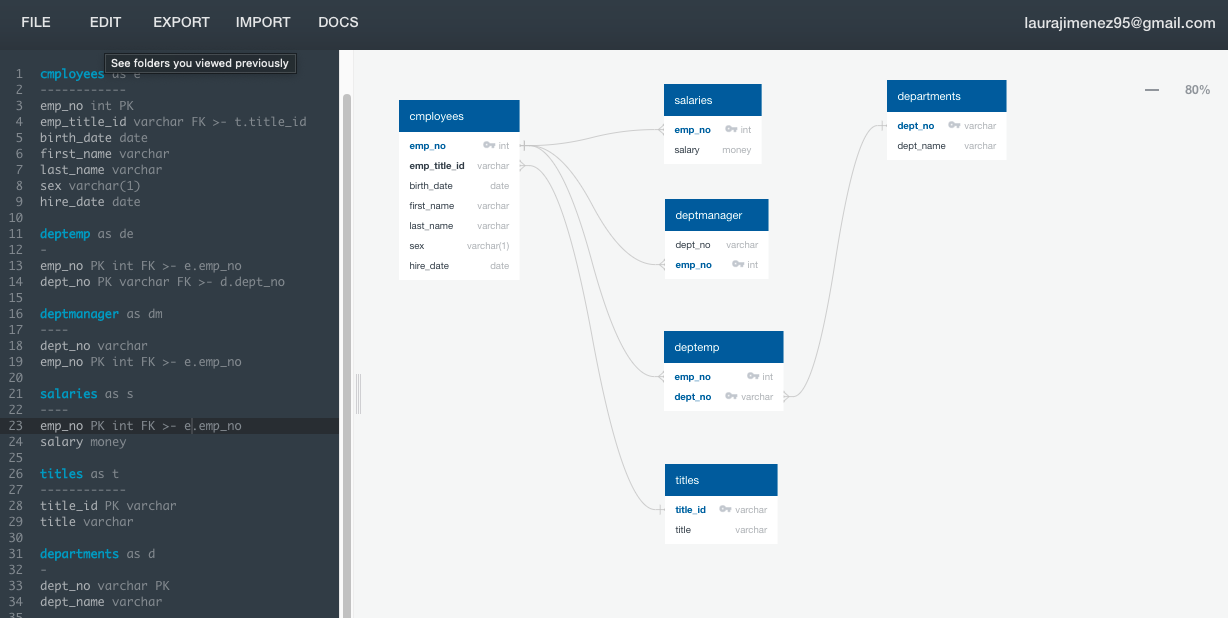 FILE EDIT EXPORT IMPORT DOCS laurajimenez95@gmail.com
See folders you viewed previously
1 cmployees as e
2 ------------
3 emp_no int PK
4 emp_title_id varchar FK >- t.title_id
5 birth_date date
6 first_name varchar
7 last_name varchar
8 sex varchar(1)
9 hire_date date
10
11 deptemp as de
12 -
13 emp_no PK int FK >- e.emp_no
14 dept_no PK varchar FK >- d.dept_no
15
16 deptmanager as dm
17 ----
18 dept_no varchar
19 emp_no PK int FK >- e.emp_no
20
21 salaries as s
22 ----
23 emp_no PK int FK >- e.emp_no
24 salary money
25
26 titles as t
27 ------------
28 title_id PK varchar
29 title varchar
30
31 departments as d
32 -
33 dept_no varchar PK
34 dept_name varchar
35
cmployees
emp_no int
emp_title_id varchar
birth_date date
first_name varchar
last_name varchar
sex varchar(1)
hire_date date
salaries
emp_no int
salary money
deptmanager
dept_no varchar
emp_no int
deptemp
emp_no int
dept_no varchar
titles
title_id varchar
title varchar
departments
dept_no varchar
dept_name varchar
— 80%